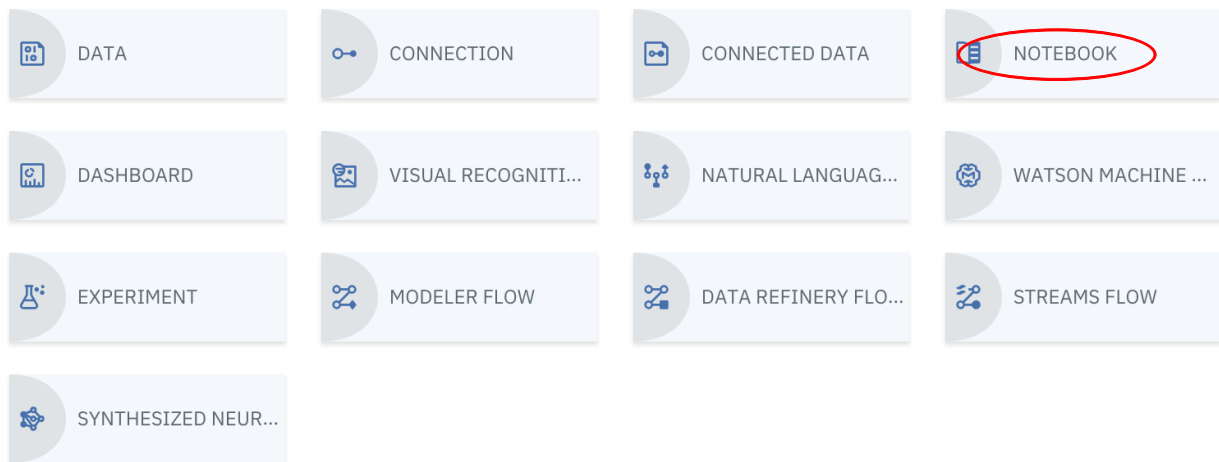 DATA
CONNECTION
CONNECTED DATA
NOTEBOOK
DASHBOARD
VISUAL RECOGNITI...
NATURAL LANGUAG...
WATSON MACHINE ...
EXPERIMENT
MODELER FLOW
DATA REFINERY FLO...
STREAMS FLOW
SYNTHESIZED NEUR...